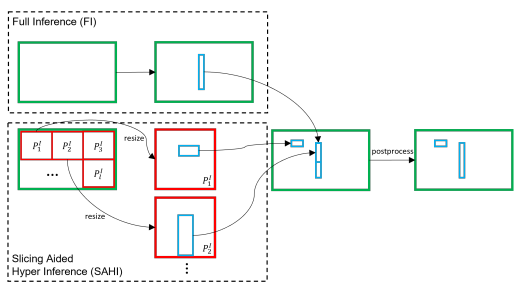 Full Inference (FI)
resize
P_1^I P_2^I P_3^I
... P_l^I
P_1^I
postprocess
resize
P_2^I
Slicing Aided
Hyper Inference (SAHI)